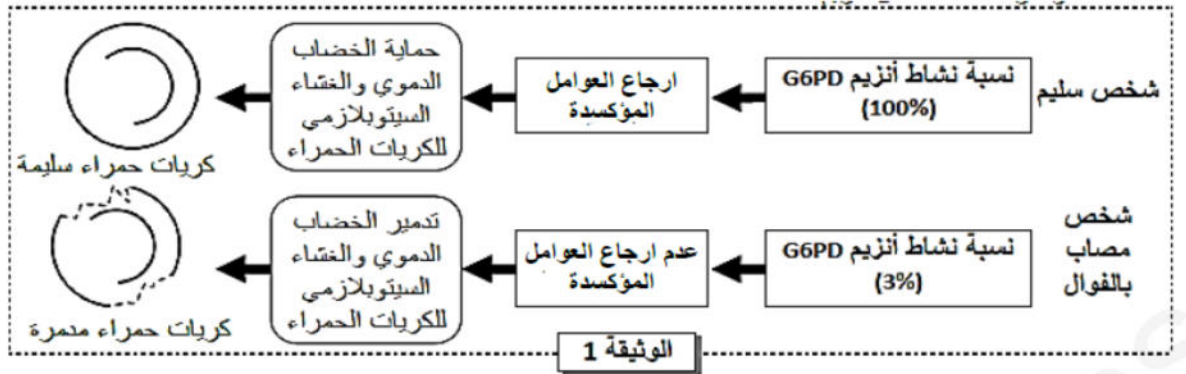 شخص سليم
نسبة نشاط أنزيم G6PD
(100%)
ارجاع العوامل
المؤكسدة
حماية الخضاب
الدموي والغشاء
السيتوبلازمي
للكريات الحمراء
كريات حمراء سليمة
شخص
مصاب
بالفوال
نسبة نشاط أنزيم G6PD
(3%)
عدم ارجاع العوامل
المؤكسدة
تدمير الخضاب
الدموي والغشاء
السيتوبلازمي
للكريات الحمراء
كريات حمراء مدمرة
الوثيقة 1